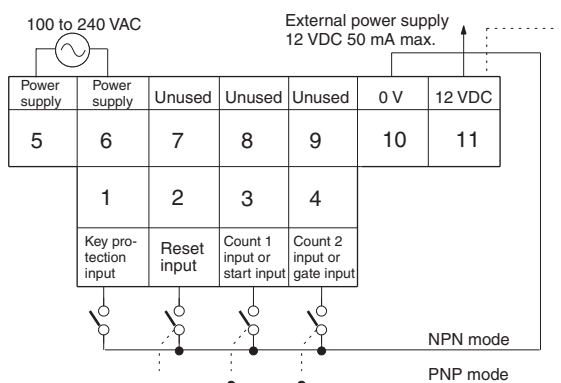 100 to 240 VAC
External power supply
12 VDC 50 mA max.
Power
supply
Power
supply
Unused
Unused
Unused
0 V
12 VDC
5
6
7
8
9
10
11
1
2
3
4
Key pro-
tection
input
Reset
input
Count 1
input or
start input
Count 2
input or
gate input
NPN mode
PNP mode